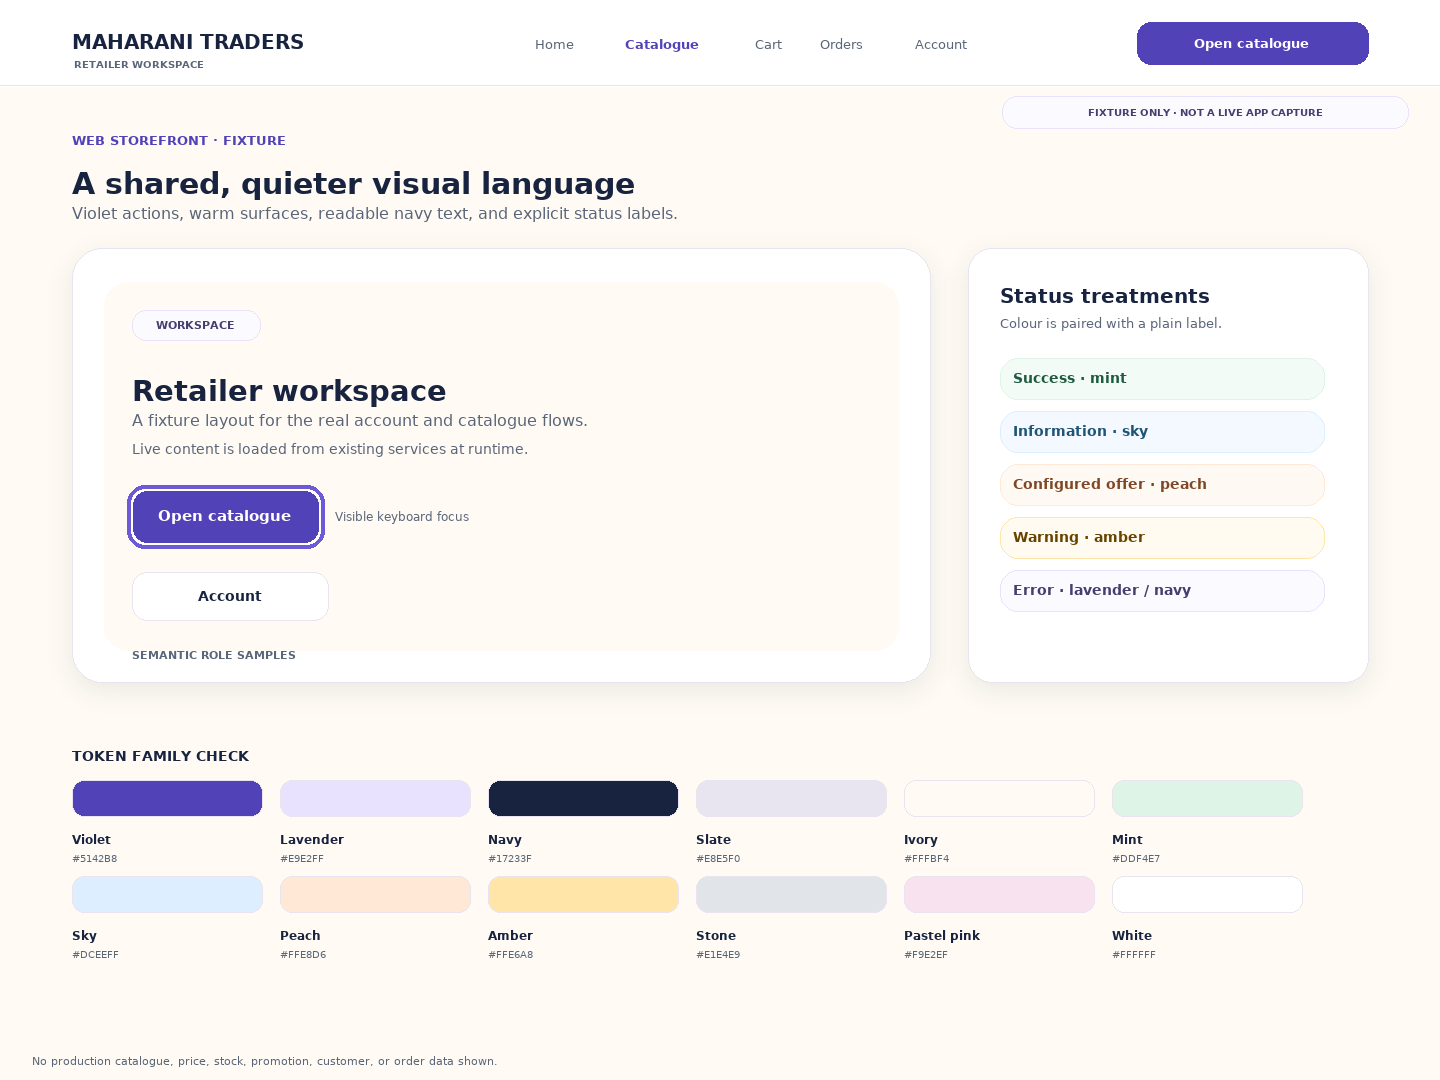 MAHARANI TRADERS
RETAILER WORKSPACE
Home Catalogue Cart Orders Account
Open catalogue
FIXTURE ONLY · NOT A LIVE APP CAPTURE
WEB STOREFRONT · FIXTURE
A shared, quieter visual language
Violet actions, warm surfaces, readable navy text, and explicit status labels.
WORKSPACE
Retailer workspace
A fixture layout for the real account and catalogue flows.
Live content is loaded from existing services at runtime.
Open catalogue
Visible keyboard focus
Account
SEMANTIC ROLE SAMPLES
Status treatments
Colour is paired with a plain label.
Success · mint
Information · sky
Configured offer · peach
Warning · amber
Error · lavender / navy
TOKEN FAMILY CHECK
Violet Lavender Navy Slate Ivory Mint
#5142B8 #E9E2FF #17233F #E8E5F0 #FFFBF4 #DDF4E7
Sky Peach Amber Stone Pastel pink White
#DCEEFF #FFE8D6 #FFE6A8 #E1E4E9 #F9E2EF #FFFFFF
No production catalogue, price, stock, promotion, customer, or order data shown.